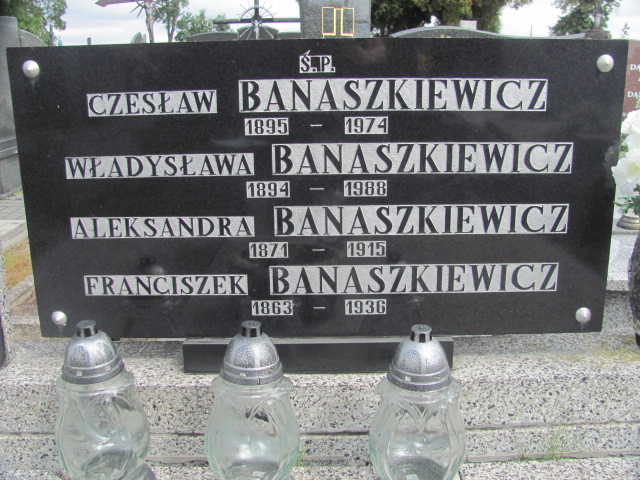 Ś.P.
CZESŁAW BANASZKIEWICZ
1895 – 1974
WŁADYSŁAWA BANASZKIEWICZ
1894 – 1988
ALEKSANDRA BANASZKIEWICZ
1871 – 1915
FRANCISZEK BANASZKIEWICZ
1863 – 1936